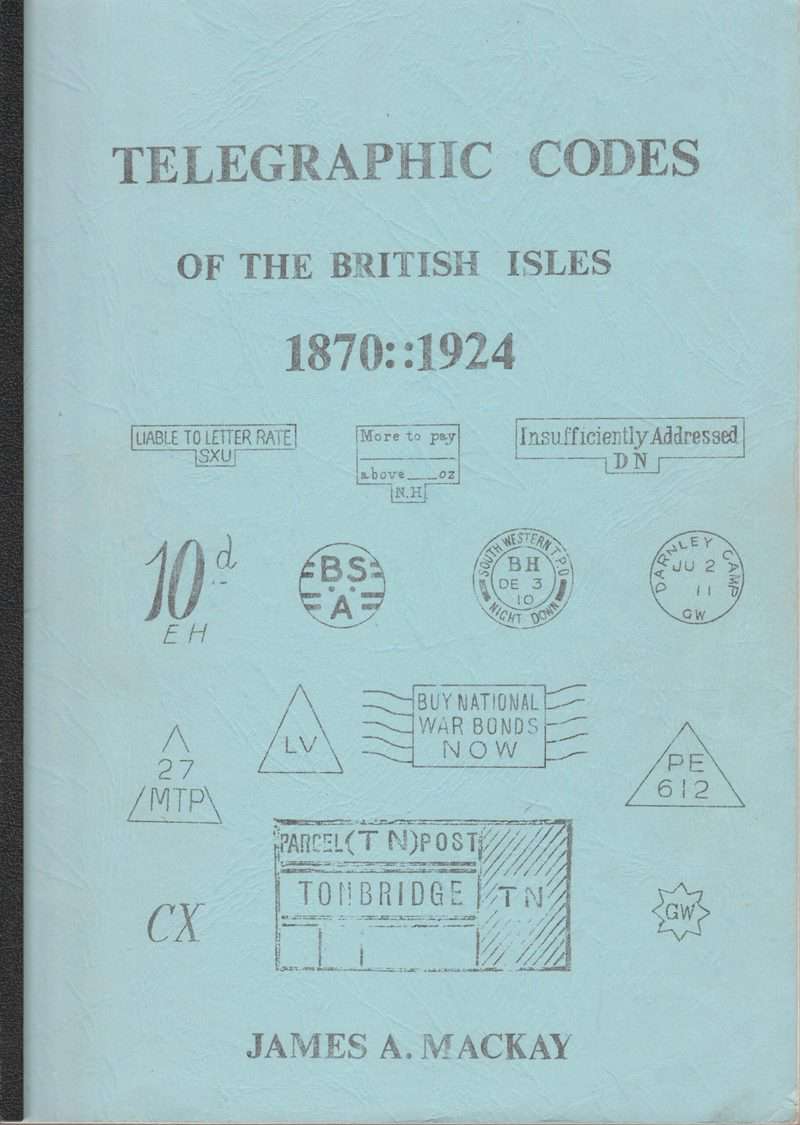 TELEGRAPHIC CODES
OF THE BRITISH ISLES
1870::1924
LIABLE TO LETTER RATE
SXU
More to pay
above___oz
N.H
Insufficiently Addressed
DN
10d
EH
BS
A
SOUTH WESTERN T.P.O
BH
DE 3
10
NIGHT DOWN
DARNLEY CAMP
JU 2
11
GW
27
MTP
LV
BUY NATIONAL
WAR BONDS
NOW
PE
612
PARCEL (TN) POST
TONBRIDGE
TN
CX
GW
JAMES A. MACKAY